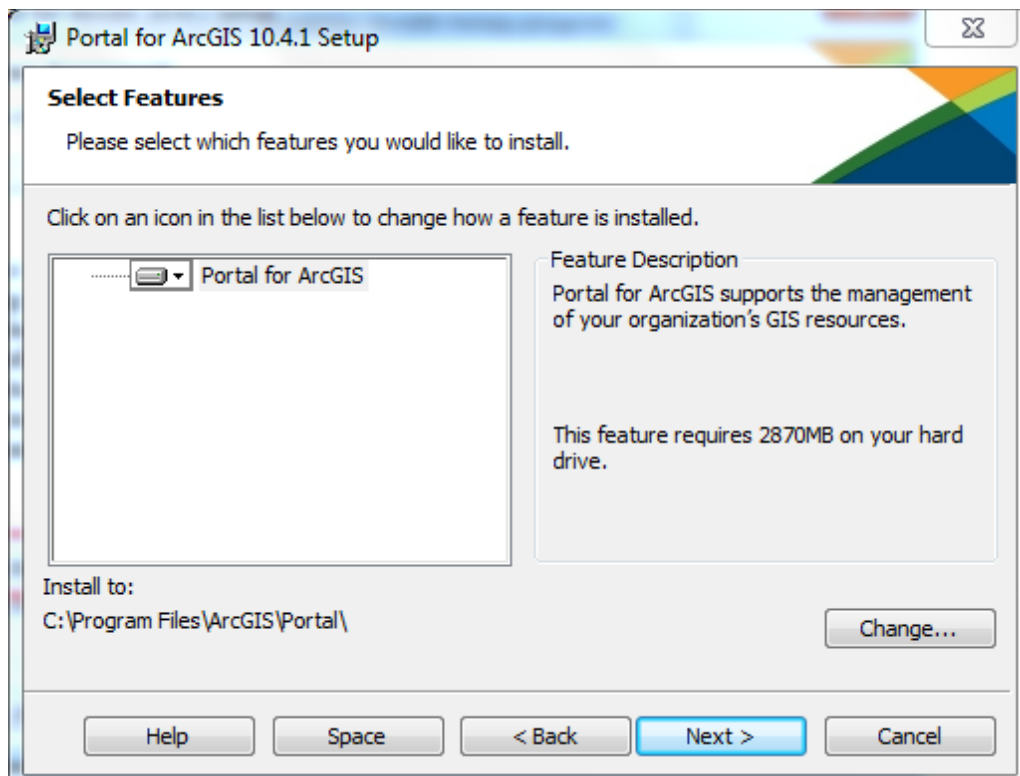 Portal for ArcGIS 10.4.1 Setup
Select Features
Please select which features you would like to install.
Click on an icon in the list below to change how a feature is installed.
Portal for ArcGIS
Feature Description
Portal for ArcGIS supports the management
of your organization's GIS resources.
This feature requires 2870MB on your hard
drive.
Install to:
C:\Program Files\ArcGIS\Portal\
Change...
Help
Space
< Back
Next >
Cancel